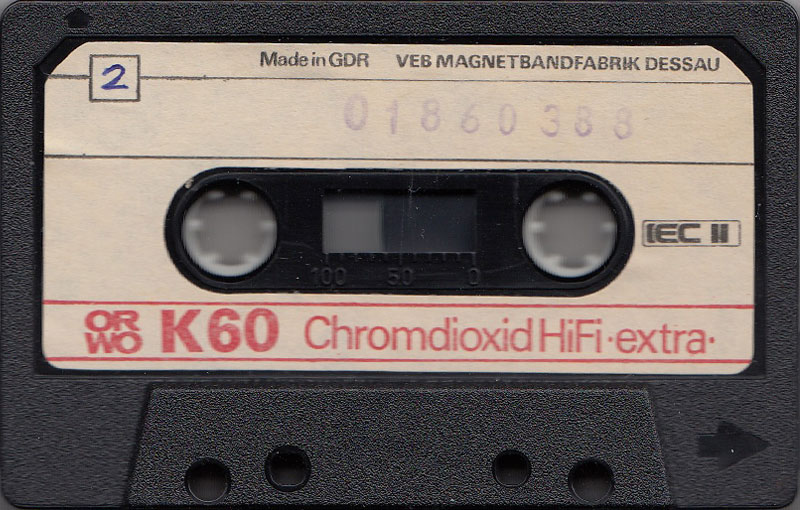 Made in GDR VEB MAGNETBANDFABRIK DESSAU
2
01860388
IEC II
100 50 0
ORWO K60 Chromdioxid HiFi·extra·